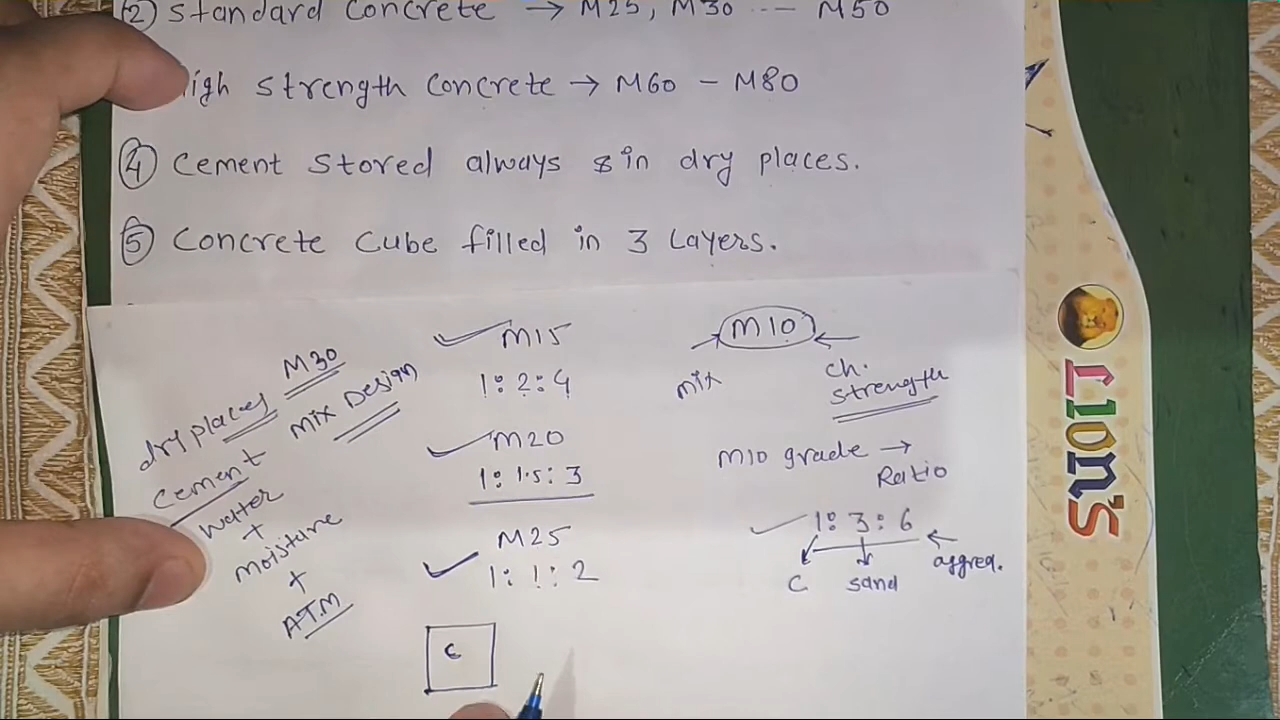 ② Standard Concrete → M25, M30 --- M50
igh Strength Concrete → M60 - M80
④ Cement Stored always in dry places.
⑤ Concrete Cube filled in 3 Layers.
M15
1:2:4
M20
1:1.5:3
M25
1:1:2
C
M30
Mix Design
dry places
Cement
Watter
+
Moisture
+
ATM
M10
mix
ch.
strength
M10 grade →
Ratio
1:3:6
C sand aggreg.
LION